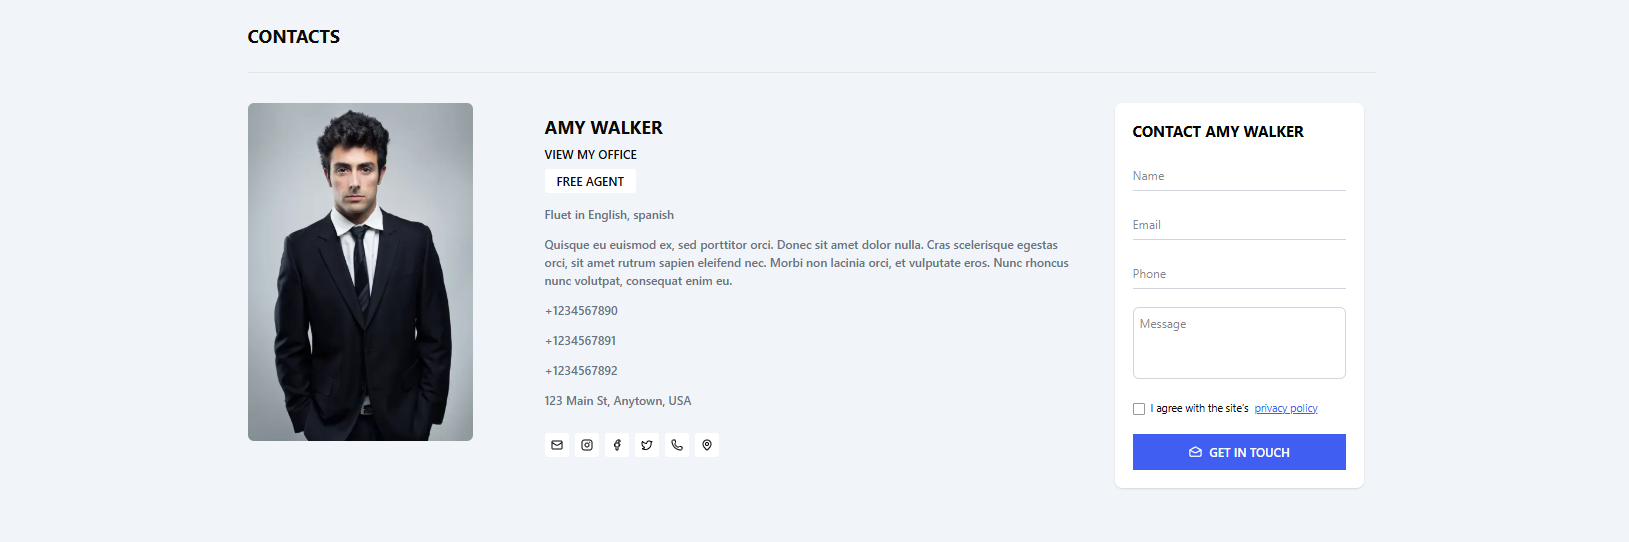 CONTACTS
AMY WALKER
VIEW MY OFFICE
FREE AGENT
Fluet in English, spanish
Quisque eu euismod ex, sed porttitor orci. Donec sit amet dolor nulla. Cras scelerisque egestas
orci, sit amet rutrum sapien eleifend nec. Morbi non lacinia orci, et vulputate eros. Nunc rhoncus
nunc volutpat, consequat enim eu.
+1234567890
+1234567891
+1234567892
123 Main St, Anytown, USA
CONTACT AMY WALKER
Name
Email
Phone
Message
I agree with the site's privacy policy
GET IN TOUCH